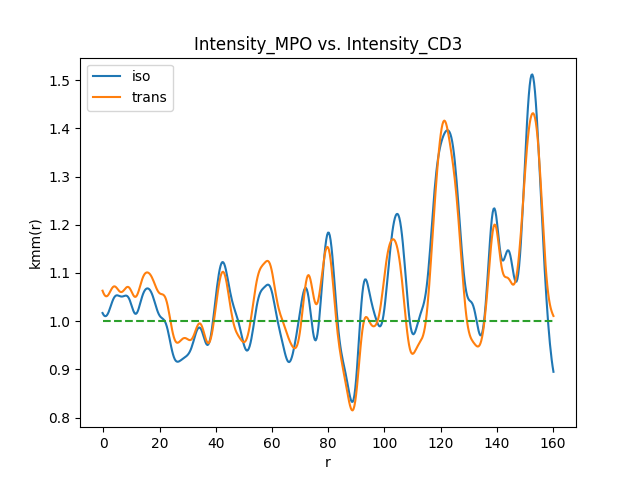 Intensity_MPO vs. Intensity_CD3
iso
trans
kmm(r)
1.5
1.4
1.3
1.2
1.1
1.0
0.9
0.8
0 20 40 60 80 100 120 140 160
r